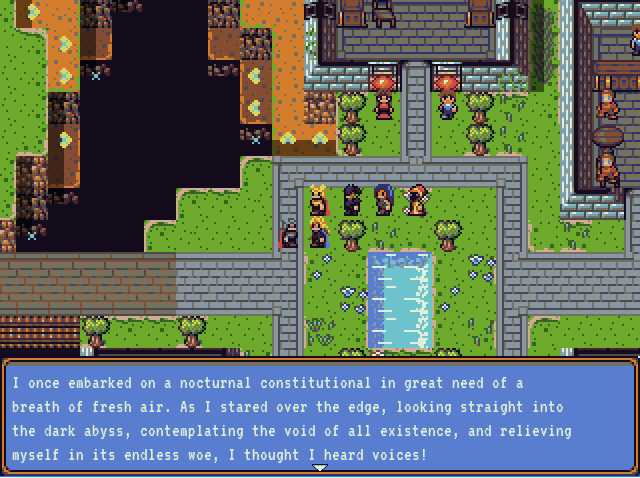 I once embarked on a nocturnal constitutional in great need of a
breath of fresh air. As I stared over the edge, looking straight into
the dark abyss, contemplating the void of all existence, and relieving
myself in its endless woe, I thought I heard voices!